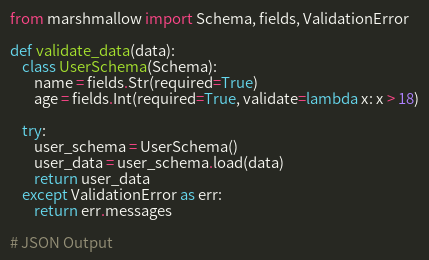 from marshmallow import Schema, fields, ValidationError

def validate_data(data):
    class UserSchema(Schema):
        name = fields.Str(required=True)
        age = fields.Int(required=True, validate=lambda x: x > 18)

    try:
        user_schema = UserSchema()
        user_data = user_schema.load(data)
        return user_data
    except ValidationError as err:
        return err.messages

# JSON Output